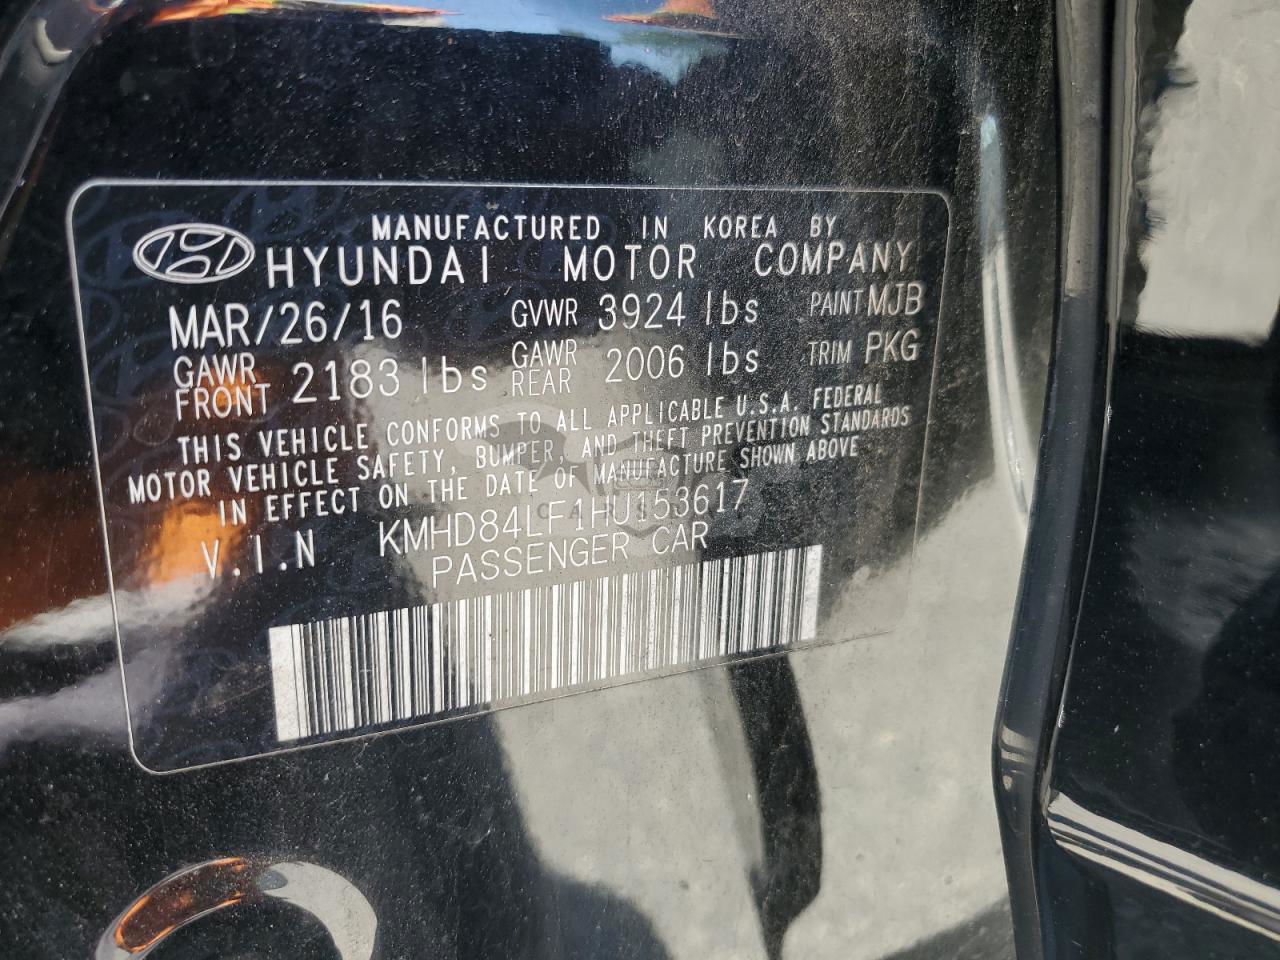 MANUFACTURED IN KOREA BY
HYUNDAI MOTOR COMPANY
MAR/26/16 GVWR 3924 lbs PAINT MJB
GAWR FRONT 2183 lbs GAWR REAR 2006 lbs TRIM PKG
THIS VEHICLE CONFORMS TO ALL APPLICABLE U.S.A. FEDERAL
MOTOR VEHICLE SAFETY, BUMPER, AND THEFT PREVENTION STANDARDS
IN EFFECT ON THE DATE OF MANUFACTURE SHOWN ABOVE
V.I.N KMHD84LF1HU153617
PASSENGER CAR
CARS